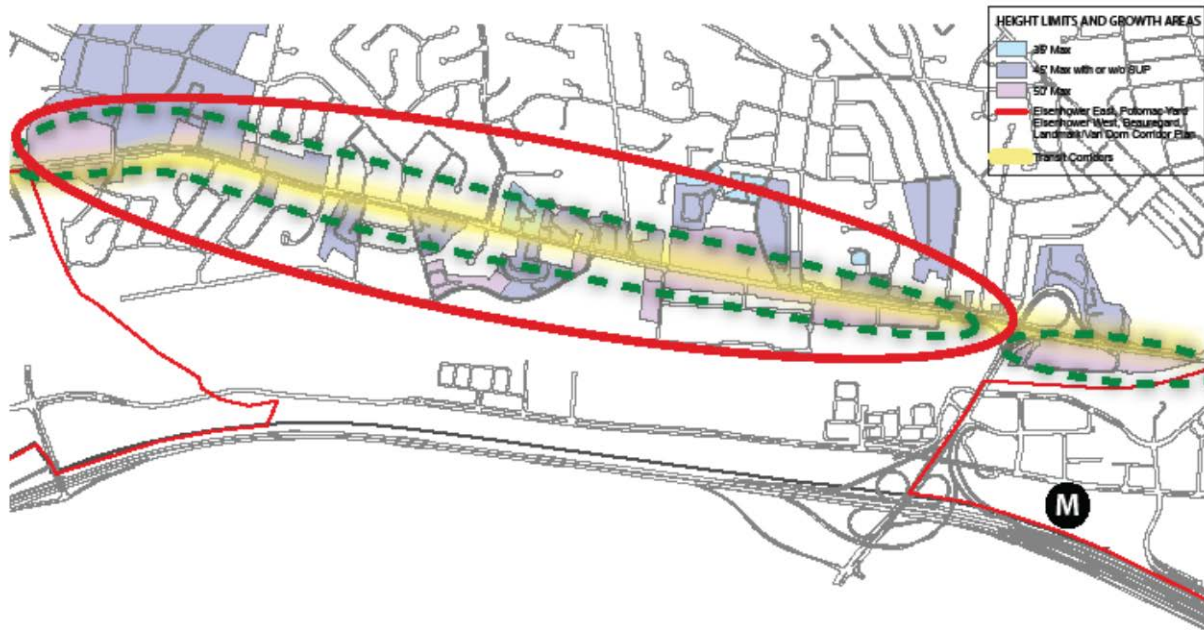 HEIGHT LIMITS AND GROWTH AREAS
35' Max
45' Max with or w/o SUP
50' Max
Eisenhower East, Potomac Yard
Eisenhower West, Beauregard,
Landmark/Van Dorn Corridor Plan
Transit Corridors
M